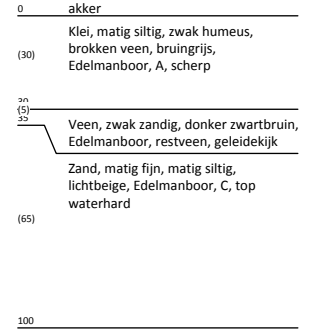 0 akker
Klei, matig siltig, zwak humeus,
(30) brokken veen, bruingrijs,
Edelmanboor, A, scherp
30
(5)
35
Veen, zwak zandig, donker zwartbruin,
Edelmanboor, restveen, geleidekijk
Zand, matig fijn, matig siltig,
lichtbeige, Edelmanboor, C, top
waterhard
(65)
100